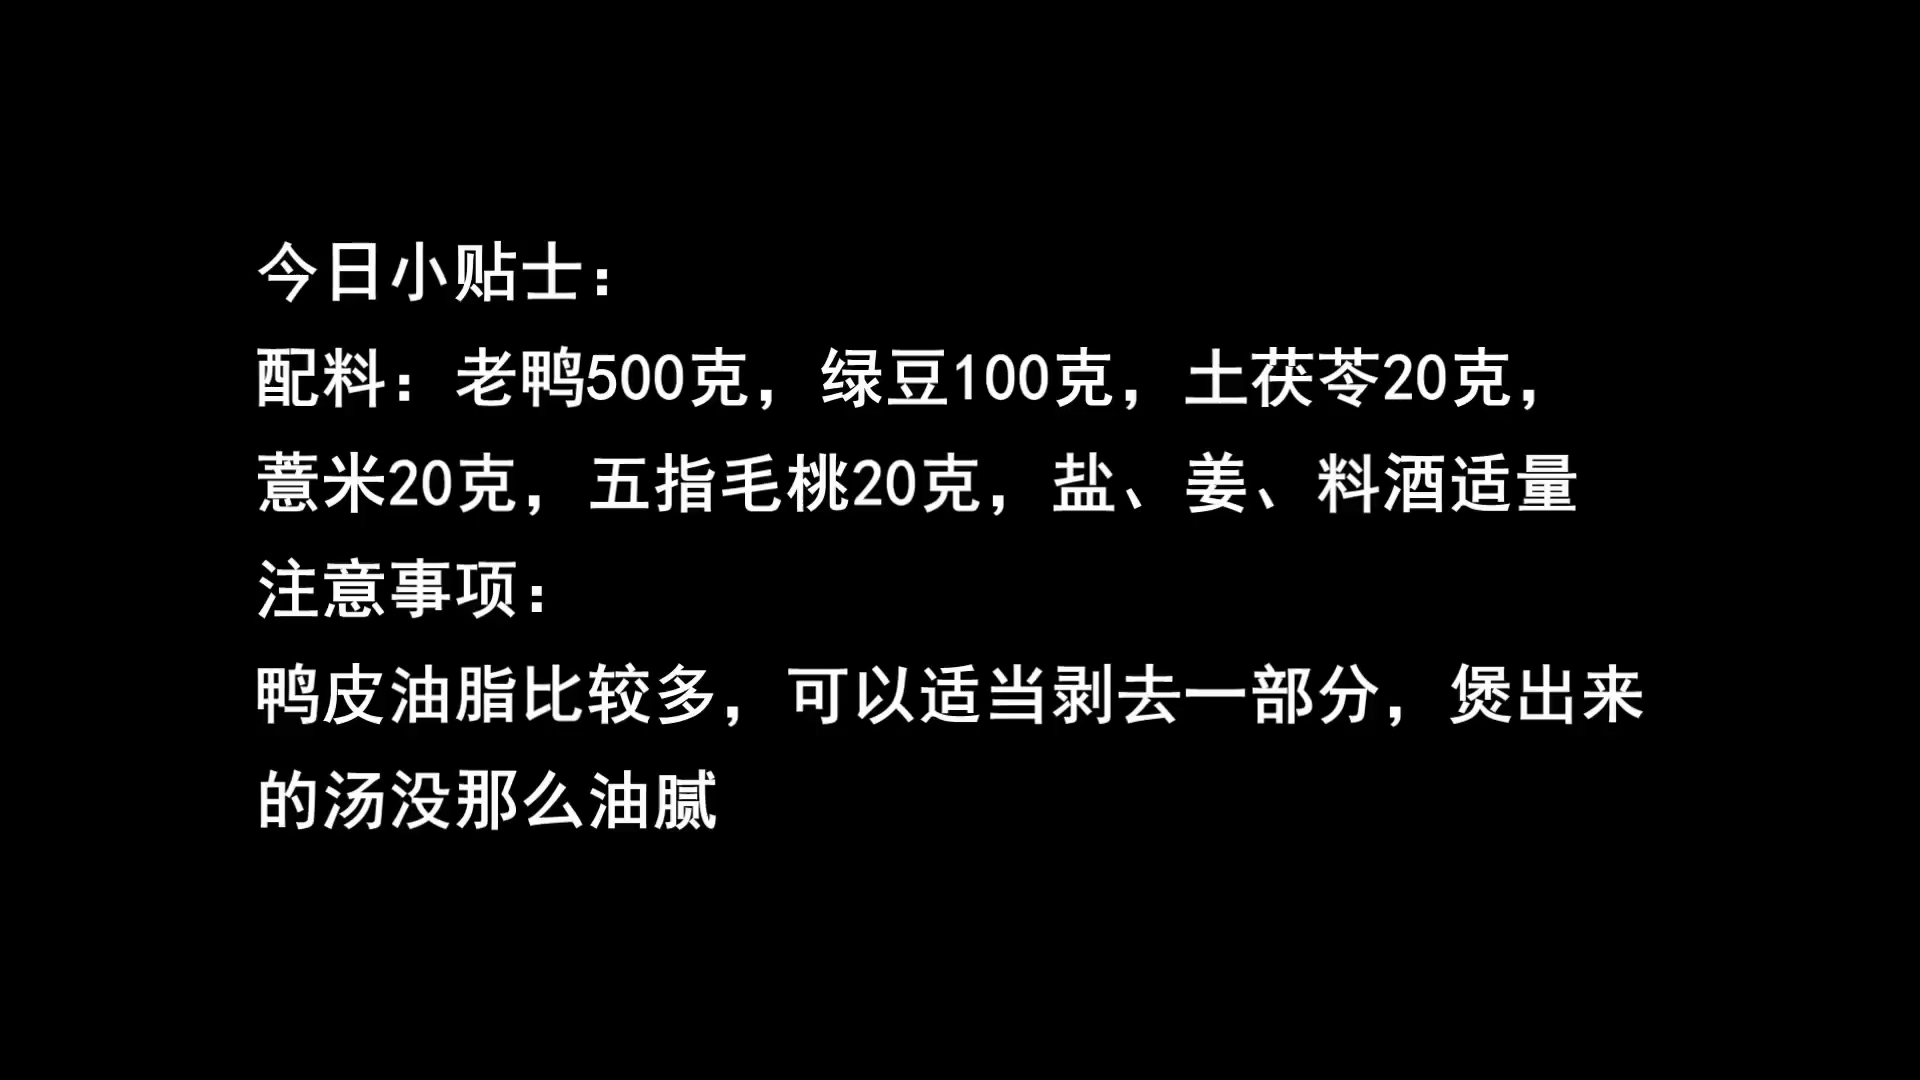 今日小贴士：
配料：老鸭500克，绿豆100克，土茯苓20克，
薏米20克，五指毛桃20克，盐、姜、料酒适量
注意事项：
鸭皮油脂比较多，可以适当剥去一部分，煲出来
的汤没那么油腻